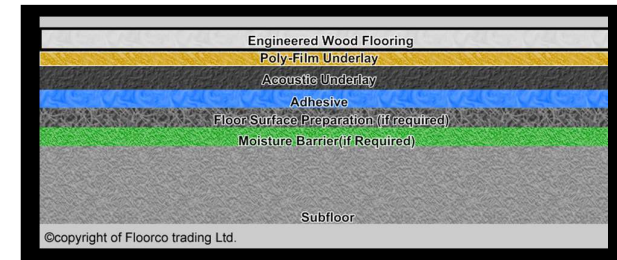 Engineered Wood Flooring
Poly-Film Underlay
Acoustic Underlay
Adhesive
Floor Surface Preparation (if required)
Moisture Barrier(if Required)
Subfloor
©copyright of Floorco trading Ltd.